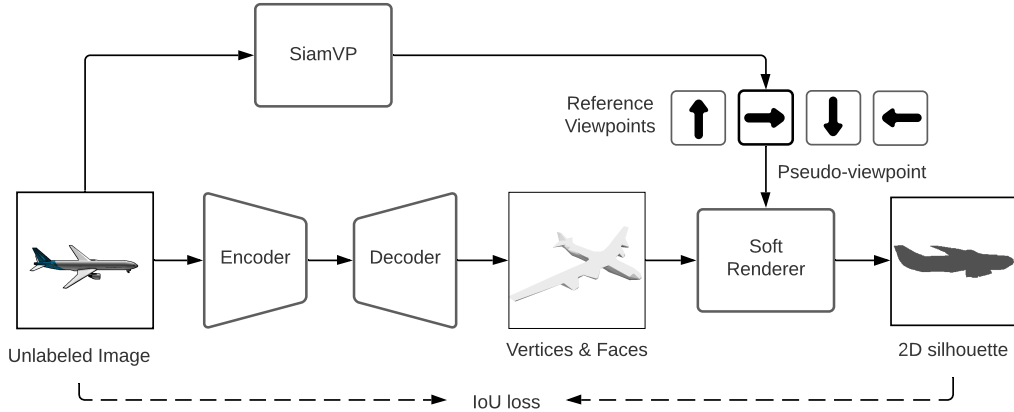 SiamVP
Reference
Viewpoints
Pseudo-viewpoint
Encoder
Decoder
Soft
Renderer
Unlabeled Image
Vertices & Faces
2D silhouette
IoU loss